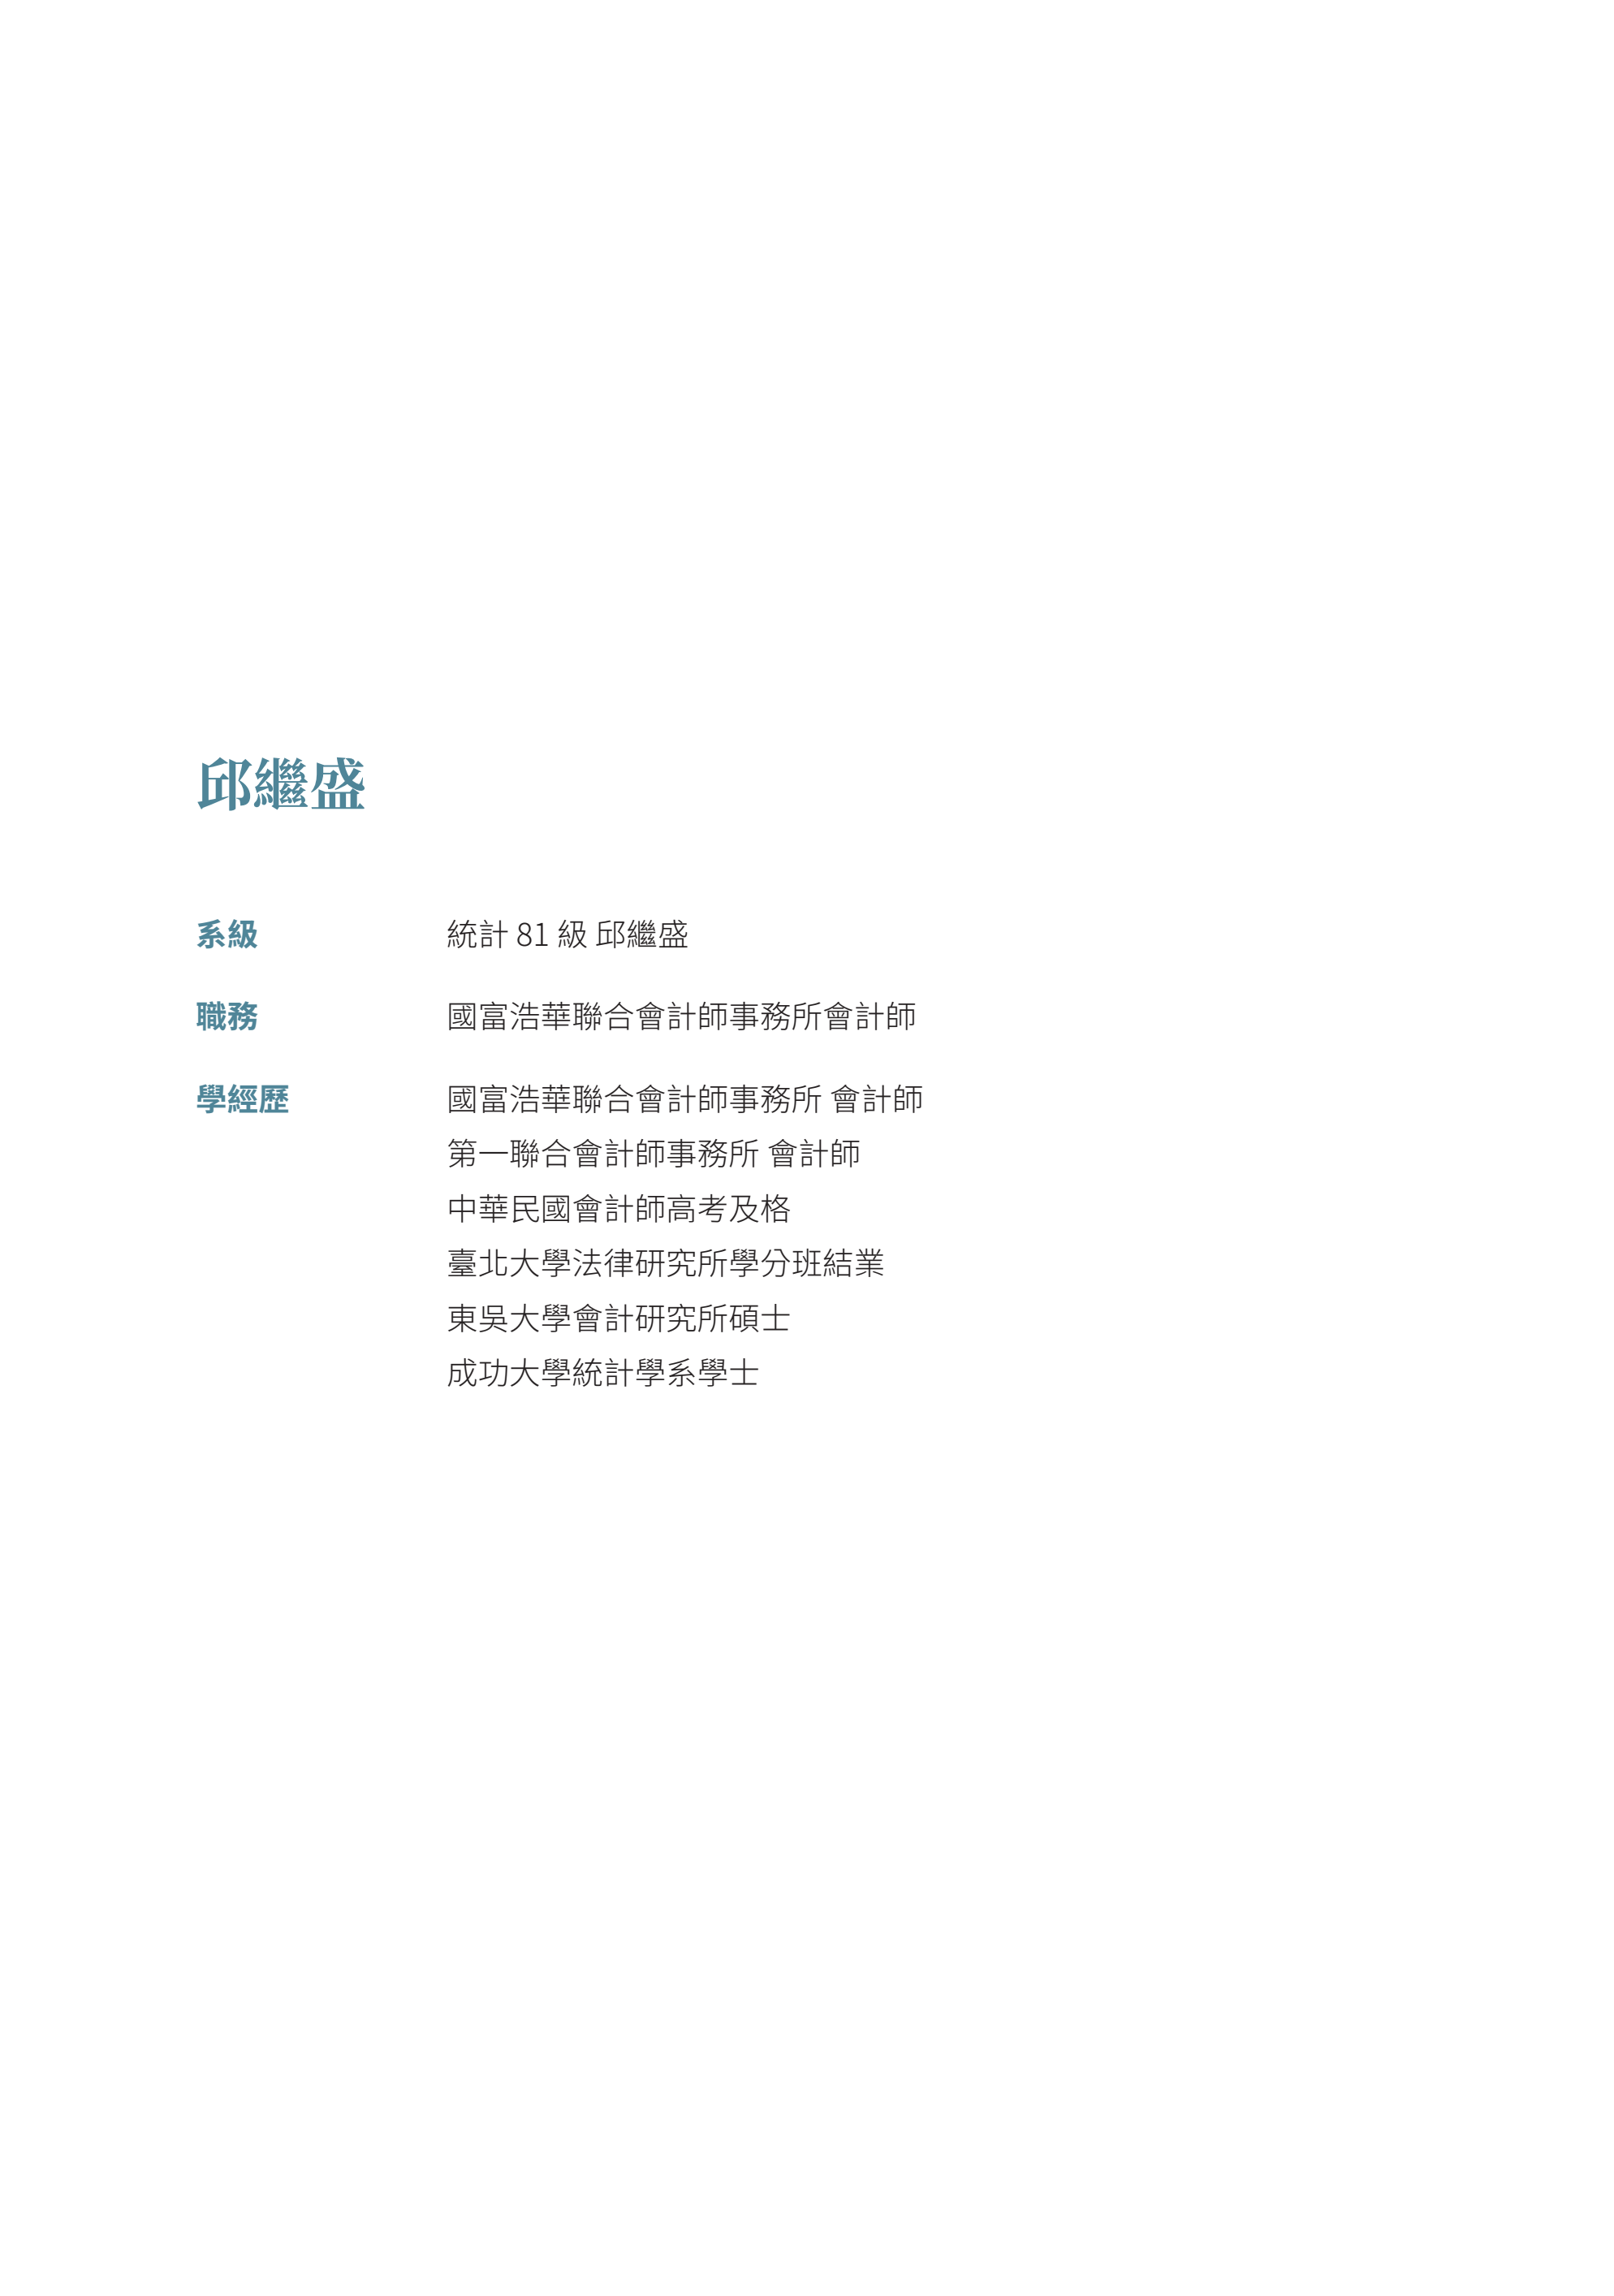 邱繼盛
系級 統計 81 級 邱繼盛
職務 國富浩華聯合會計師事務所會計師
學經歷 國富浩華聯合會計師事務所 會計師
第一聯合會計師事務所 會計師
中華民國會計師高考及格
臺北大學法律研究所學分班結業
東吳大學會計研究所碩士
成功大學統計學系學士